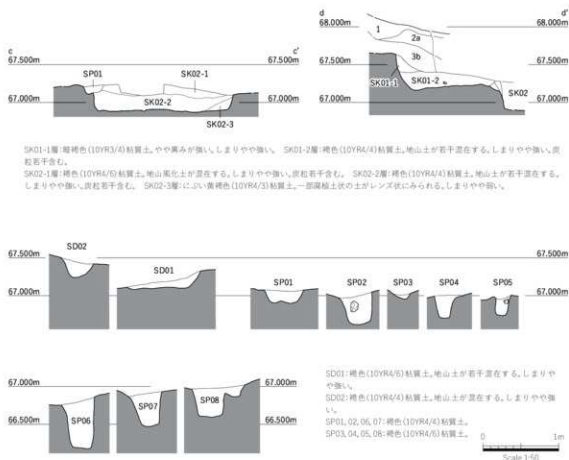 d d'
68.000m 1 2a 68.000m
c c' 3b
67.500m SP01 SK02-1 67.500m 67.500m 67.500m
SK01-1 SK01-2 SK02
SK02-2
67.000m 67.000m 67.000m 67.000m
SK02-3
SK01-1層:暗褐色(10YR3/4)粘質土。やや黒みが強い。しまりやや強い。 SK01-2層:褐色(10YR4/4)粘質土。地山土が若干混在する。しまりやや強い。炭
粒若干含む。
SK02-1層:褐色(10YR4/6)粘質土。地山風化土が混在する。しまりやや強い。炭粒若干含む。 SK02-2層:褐色(10YR4/4)粘質土。地山土が若干混在する。
しまりやや強い。炭粒若干含む。 SK02-3層:にぶい黄褐色(10YR4/3)粘質土。一部腐植土状の土がレンズ状にみられる。しまりやや弱い。
67.500m SD02 67.500m
SD01
67.000m SP01 SP02 SP03 SP04 SP05 67.000m
67.000m SP06 SP07 SP08 67.000m
66.500m 66.500m
SD01:褐色(10YR4/6)粘質土。地山土が若干混在する。しまりや
や強い。
SD02:褐色(10YR4/4)粘質土。地山土が混在する。しまりやや強
い。
SP01,02,06,07:褐色(10YR4/4)粘質土。
SP03,04,05,08:褐色(10YR4/6)粘質土。
0 1m
Scale 1:50